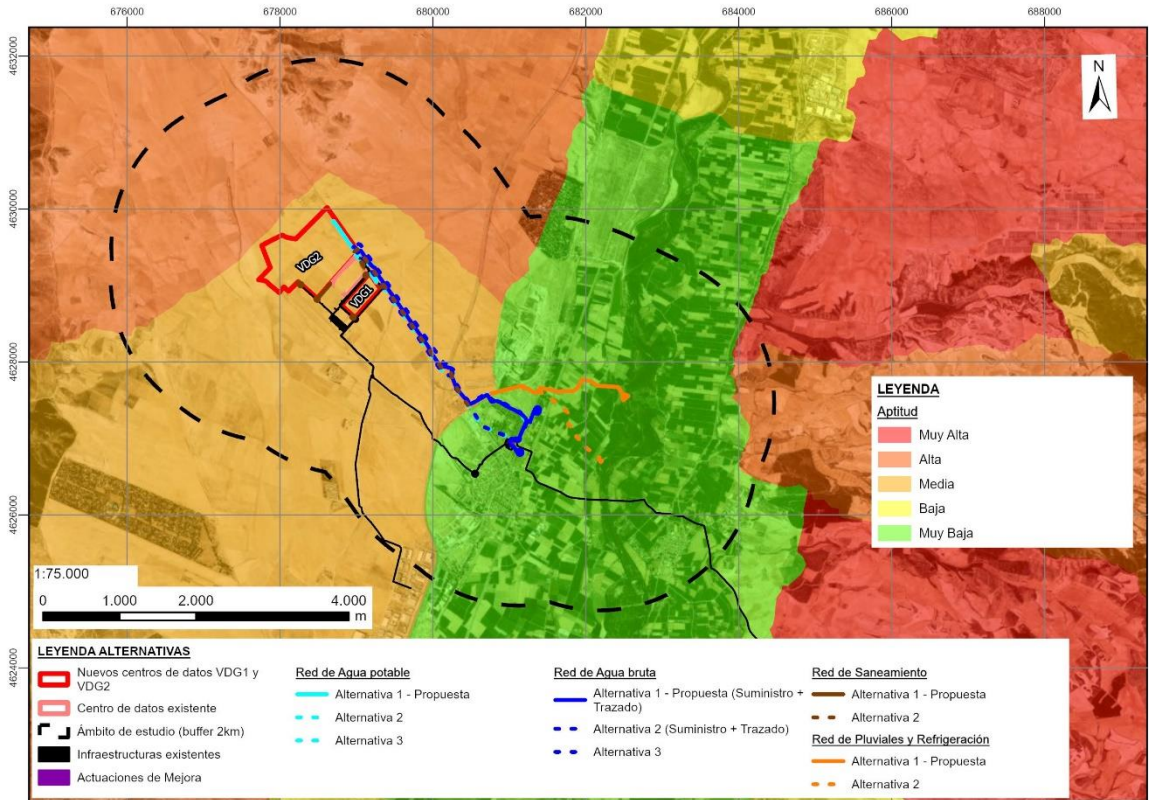 676000
678000
680000
682000
684000
686000
688000
4632000
4630000
4628000
4626000
4624000
N
VDG2
VDG1
LEYENDA
Aptitud
Muy Alta
Alta
Media
Baja
Muy Baja
1:75.000
0
1.000
2.000
4.000
m
LEYENDA ALTERNATIVAS
Nuevos centros de datos VDG1 y
VDG2
Centro de datos existente
Ámbito de estudio (buffer 2km)
Infraestructuras existentes
Actuaciones de Mejora
Red de Agua potable
Alternativa 1 - Propuesta
Alternativa 2
Alternativa 3
Red de Agua bruta
Alternativa 1 - Propuesta (Suministro +
Trazado)
Alternativa 2 (Suministro + Trazado)
Alternativa 3
Red de Saneamiento
Alternativa 1 - Propuesta
Alternativa 2
Red de Pluviales y Refrigeración
Alternativa 1 - Propuesta
Alternativa 2